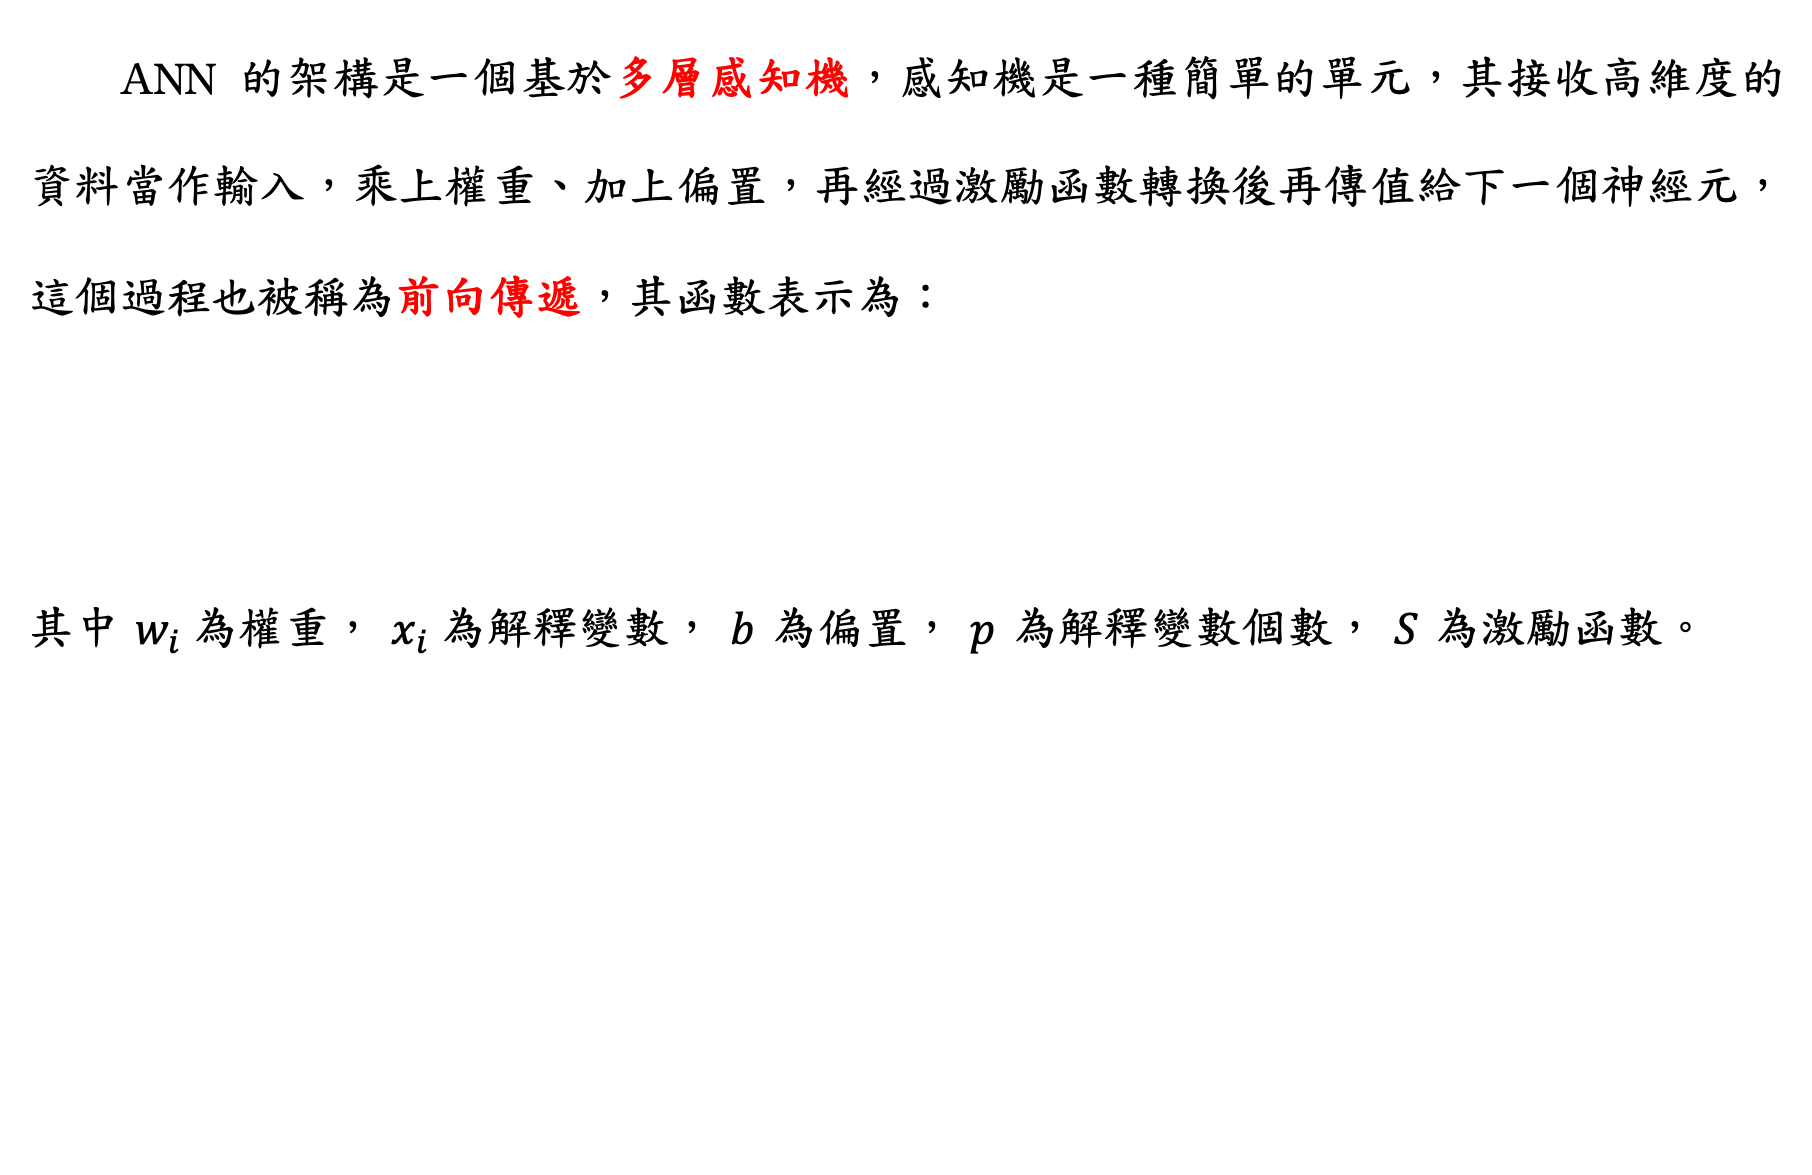 ANN 的架構是一個基於多層感知機，感知機是一種簡單的單元，其接收高維度的
資料當作輸入，乘上權重、加上偏置，再經過激勵函數轉換後再傳值給下一個神經元，
這個過程也被稱為前向傳遞，其函數表示為：
其中 wᵢ 為權重， xᵢ 為解釋變數， b 為偏置， p 為解釋變數個數， S 為激勵函數。